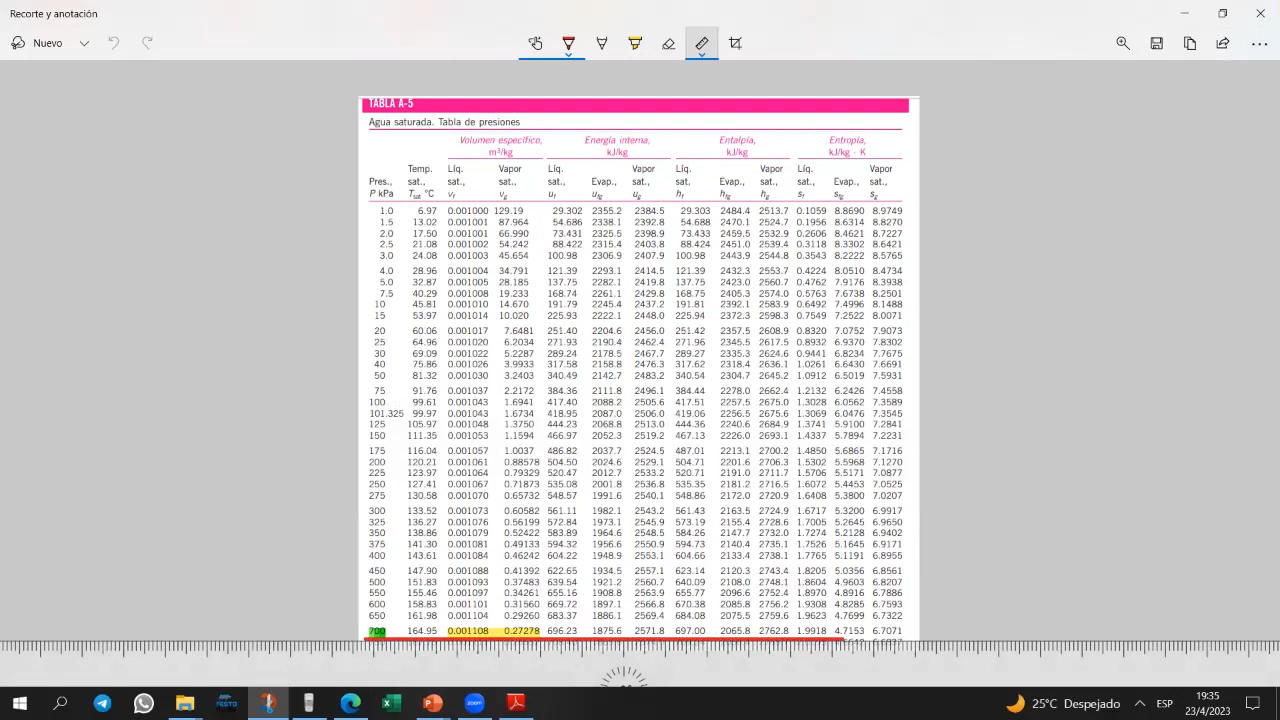 Recorte y anotación
Nuevo
TABLA A-5
Agua saturada. Tabla de presiones
Volumen específico, Energía interna, Entalpía, Entropía,
m³/kg kJ/kg kJ/kg kJ/kg · K
Temp. Líq. Vapor Líq. Vapor Líq. Vapor Líq. Vapor
Pres., sat., sat., sat., sat., Evap., sat., sat, Evap., sat., sat., Evap., sat.,
P kPa Tsat °C vf vg uf ufg ug hf hfg hg sf sfg sg
1.0 6.97 0.001000 129.19 29.302 2355.2 2384.5 29.303 2484.4 2513.7 0.1059 8.8690 8.9749
1.5 13.02 0.001001 87.964 54.686 2338.1 2392.8 54.688 2470.1 2524.7 0.1956 8.6314 8.8270
2.0 17.50 0.001001 66.990 73.431 2325.5 2398.9 73.433 2459.5 2532.9 0.2606 8.4621 8.7227
2.5 21.08 0.001002 54.242 88.422 2315.4 2403.8 88.424 2451.0 2539.4 0.3118 8.3302 8.6421
3.0 24.08 0.001003 45.654 100.98 2306.9 2407.9 100.98 2443.9 2544.8 0.3543 8.2222 8.5765
4.0 28.96 0.001004 34.791 121.39 2293.1 2414.5 121.39 2432.3 2553.7 0.4224 8.0510 8.4734
5.0 32.87 0.001005 28.185 137.75 2282.1 2419.8 137.75 2423.0 2560.7 0.4762 7.9176 8.3938
7.5 40.29 0.001008 19.233 168.74 2261.1 2429.8 168.75 2405.3 2574.0 0.5763 7.6738 8.2501
10 45.81 0.001010 14.670 191.79 2245.4 2437.2 191.81 2392.1 2583.9 0.6492 7.4996 8.1488
15 53.97 0.001014 10.020 225.93 2222.1 2448.0 225.94 2372.3 2598.3 0.7549 7.2522 8.0071
20 60.06 0.001017 7.6481 251.40 2204.6 2456.0 251.42 2357.5 2608.9 0.8320 7.0752 7.9073
25 64.96 0.001020 6.2034 271.93 2190.4 2462.4 271.96 2345.5 2617.5 0.8932 6.9370 7.8302
30 69.09 0.001022 5.2287 289.24 2178.5 2467.7 289.27 2335.3 2624.6 0.9441 6.8234 7.7675
40 75.86 0.001026 3.9933 317.58 2158.8 2476.3 317.62 2318.4 2636.1 1.0261 6.6430 7.6691
50 81.32 0.001030 3.2403 340.49 2142.7 2483.2 340.54 2304.7 2645.2 1.0912 6.5019 7.5931
75 91.76 0.001037 2.2172 384.36 2111.8 2496.1 384.44 2278.0 2662.4 1.2132 6.2426 7.4558
100 99.61 0.001043 1.6941 417.40 2088.2 2505.6 417.51 2257.5 2675.0 1.3028 6.0562 7.3589
101.325 99.97 0.001043 1.6734 418.95 2087.0 2506.0 419.06 2256.5 2675.6 1.3069 6.0476 7.3545
125 105.97 0.001048 1.3750 444.23 2068.8 2513.0 444.36 2240.6 2684.9 1.3741 5.9100 7.2841
150 111.35 0.001053 1.1594 466.97 2052.3 2519.2 467.13 2226.0 2693.1 1.4337 5.7894 7.2231
175 116.04 0.001057 1.0037 486.82 2037.7 2524.5 487.01 2213.1 2700.2 1.4850 5.6865 7.1716
200 120.21 0.001061 0.88578 504.50 2024.6 2529.1 504.71 2201.6 2706.3 1.5302 5.5968 7.1270
225 123.97 0.001064 0.79329 520.47 2012.7 2533.2 520.71 2191.0 2711.7 1.5706 5.5171 7.0877
250 127.41 0.001067 0.71873 535.08 2001.8 2536.8 535.35 2181.2 2716.5 1.6072 5.4453 7.0525
275 130.58 0.001070 0.65732 548.57 1991.6 2540.1 548.86 2172.0 2720.9 1.6408 5.3800 7.0207
300 133.52 0.001073 0.60582 561.11 1982.1 2543.2 561.43 2163.5 2724.9 1.6717 5.3200 6.9917
325 136.27 0.001076 0.56199 572.84 1973.1 2545.9 573.19 2155.4 2728.6 1.7005 5.2645 6.9650
350 138.86 0.001079 0.52422 583.89 1964.6 2548.5 584.26 2147.7 2732.0 1.7274 5.2128 6.9402
375 141.30 0.001081 0.49133 594.32 1956.6 2550.9 594.73 2140.4 2735.1 1.7526 5.1645 6.9171
400 143.61 0.001084 0.46242 604.22 1948.9 2553.1 604.66 2133.4 2738.1 1.7765 5.1191 6.8955
450 147.90 0.001088 0.41392 622.65 1934.5 2557.1 623.14 2120.3 2743.4 1.8205 5.0356 6.8561
500 151.83 0.001093 0.37483 639.54 1921.2 2560.7 640.09 2108.0 2748.1 1.8604 4.9603 6.8207
550 155.46 0.001097 0.34261 655.16 1908.8 2563.9 655.77 2096.6 2752.4 1.8970 4.8916 6.7886
600 158.83 0.001101 0.31560 669.72 1897.1 2566.8 670.38 2085.8 2756.2 1.9308 4.8285 6.7593
650 161.98 0.001104 0.29260 683.37 1886.1 2569.4 684.08 2075.5 2759.6 1.9623 4.7699 6.7322
700 164.95 0.001108 0.27278 696.23 1875.6 2571.8 697.00 2065.8 2762.8 1.9918 4.7153 6.7071
FESTO
zoom
25°C Despejado
ESP
19:35
23/4/2023